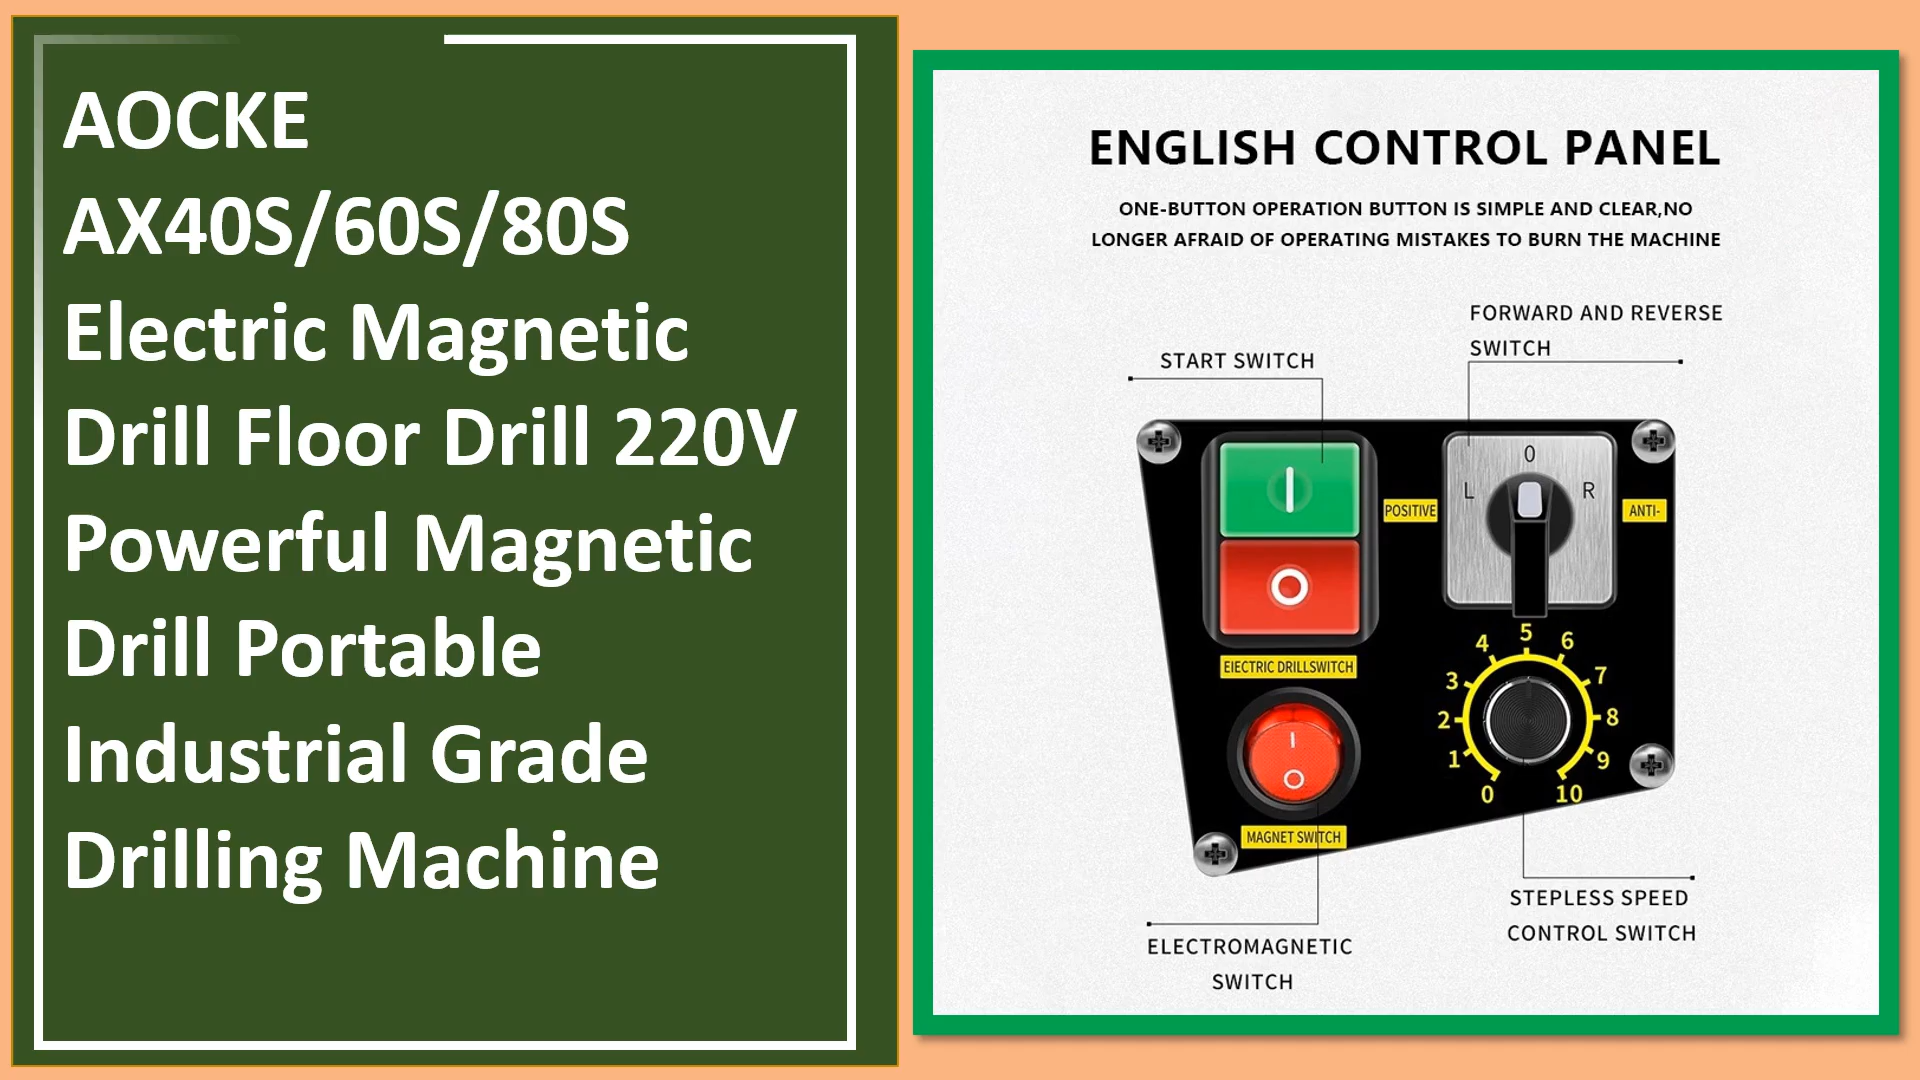 AOCKE
AX40S/60S/80S
Electric Magnetic
Drill Floor Drill 220V
Powerful Magnetic
Drill Portable
Industrial Grade
Drilling Machine
ENGLISH CONTROL PANEL
ONE-BUTTON OPERATION BUTTON IS SIMPLE AND CLEAR,NO
LONGER AFRAID OF OPERATING MISTAKES TO BURN THE MACHINE
FORWARD AND REVERSE
SWITCH
START SWITCH
0
L
R
POSITIVE
ANTI-
I
O
EIECTRIC DRILLSWITCH
I
O
MAGNET SWITCH
0
1
2
3
4
5
6
7
8
9
10
STEPLESS SPEED
CONTROL SWITCH
ELECTROMAGNETIC
SWITCH